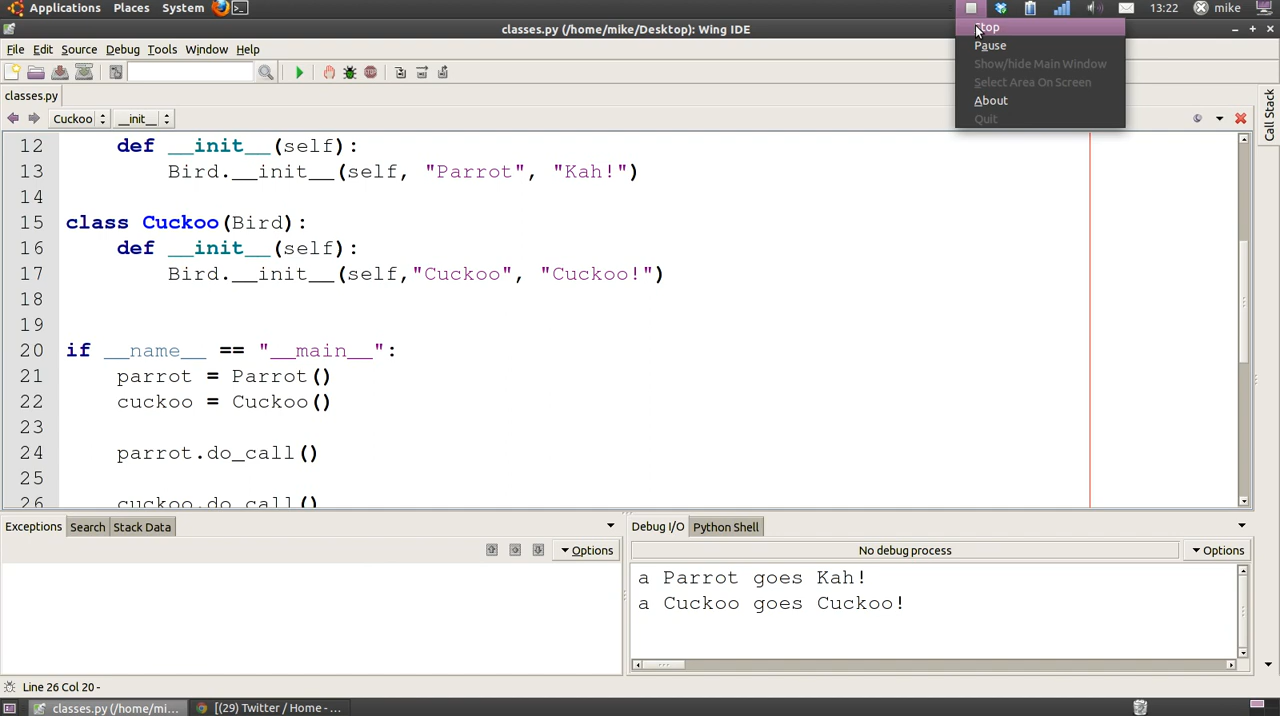 Applications Places System 13:22 mike
classes.py (/home/mike/Desktop): Wing IDE
Stop
Pause
Show/hide Main Window
Select Area On Screen
About
Quit
File Edit Source Debug Tools Window Help
classes.py
Cuckoo __init__
Call Stack
12 def __init__(self):
13 Bird.__init__(self, "Parrot", "Kah!")
14
15 class Cuckoo(Bird):
16 def __init__(self):
17 Bird.__init__(self,"Cuckoo", "Cuckoo!")
18
19
20 if __name__ == "__main__":
21 parrot = Parrot()
22 cuckoo = Cuckoo()
23
24 parrot.do_call()
25
26 cuckoo.do_call()
Exceptions Search Stack Data
Options
Debug I/O Python Shell
No debug process Options
a Parrot goes Kah!
a Cuckoo goes Cuckoo!
Line 26 Col 20 -
classes.py (/home/mi... [(29) Twitter / Home - ...